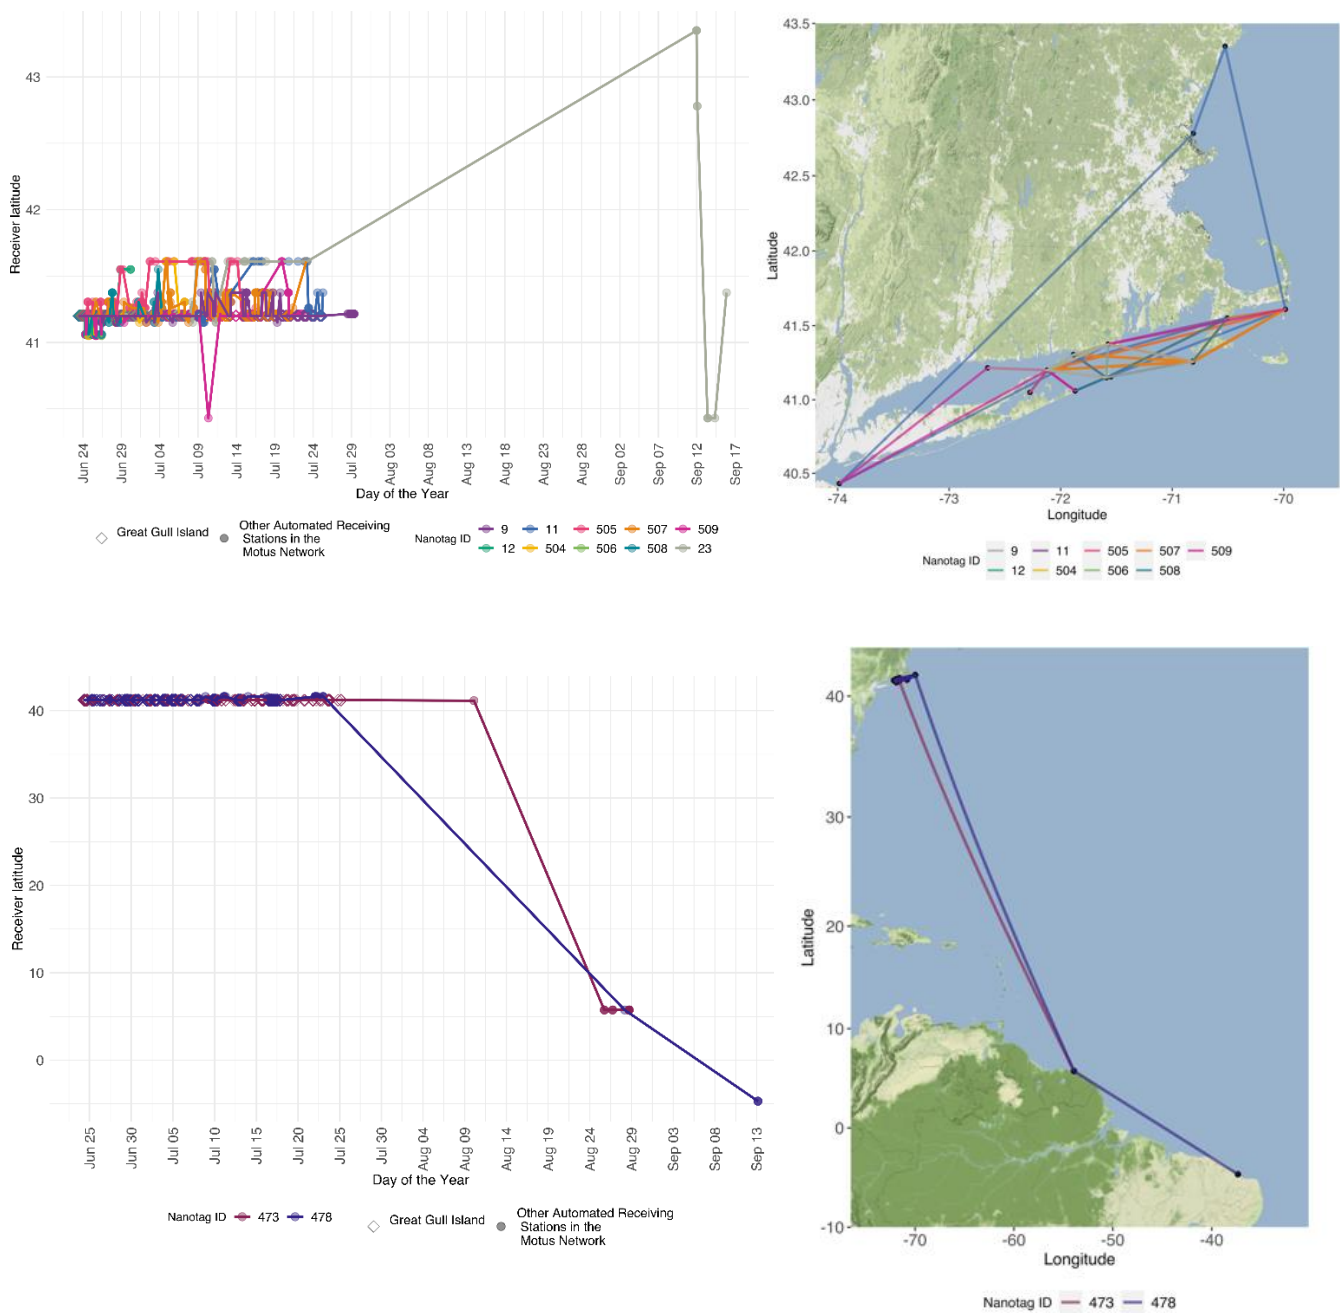 43
42
41
Receiver latitude
Jun 24
Jun 29
Jul 04
Jul 09
Jul 14
Jul 19
Jul 24
Jul 29
Aug 03
Aug 08
Aug 13
Aug 18
Aug 23
Aug 28
Sep 02
Sep 07
Sep 12
Sep 17
Day of the Year
Great Gull Island
Other Automated Receiving
Stations in the
Motus Network
Nanotag ID
9 11 505 507 509
12 504 506 508 23
43.5
43.0
42.5
42.0
41.5
41.0
40.5
Latitude
-74 -73 -72 -71 -70
Longitude
Nanotag ID
9 11 505 507 509
12 504 506 508
40
30
20
10
0
Receiver latitude
Jun 25
Jun 30
Jul 05
Jul 10
Jul 15
Jul 20
Jul 25
Jul 30
Aug 04
Aug 09
Aug 14
Aug 19
Aug 24
Aug 29
Sep 03
Sep 08
Sep 13
Day of the Year
Nanotag ID 473 478
Great Gull Island
Other Automated Receiving
Stations in the
Motus Network
40
30
20
10
0
-10
Latitude
-70 -60 -50 -40
Longitude
Nanotag ID 473 478